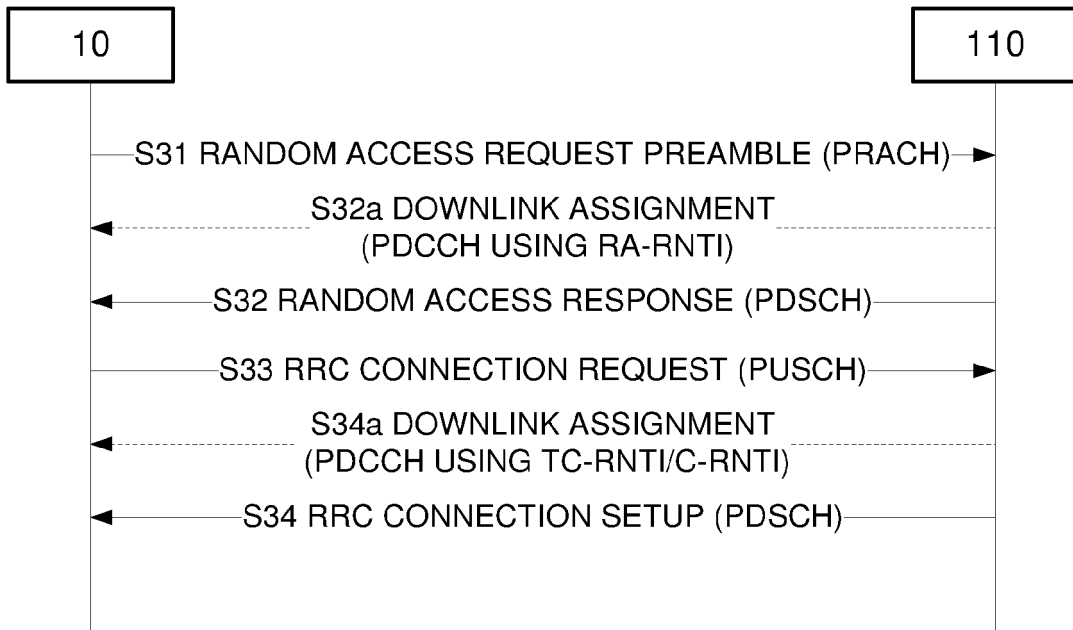 10
110
S31 RANDOM ACCESS REQUEST PREAMBLE (PRACH)
S32a DOWNLINK ASSIGNMENT
(PDCCH USING RA-RNTI)
S32 RANDOM ACCESS RESPONSE (PDSCH)
S33 RRC CONNECTION REQUEST (PUSCH)
S34a DOWNLINK ASSIGNMENT
(PDCCH USING TC-RNTI/C-RNTI)
S34 RRC CONNECTION SETUP (PDSCH)